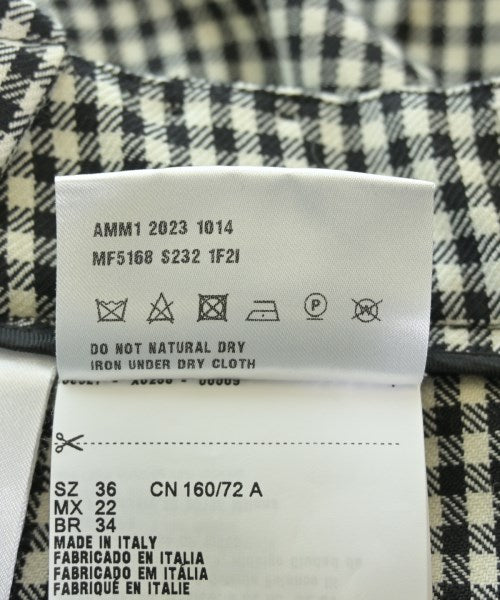 AMM1 2023 1014
MF5168 S232 1F2I
P
W
DO NOT NATURAL DRY
IRON UNDER DRY CLOTH
SZ 36 CN 160/72 A
MX 22
BR 34
MADE IN ITALY
FABRICADO EN ITALIA
FABRICADO EM ITÁLIA
FABRIQUÉ EN ITALIE